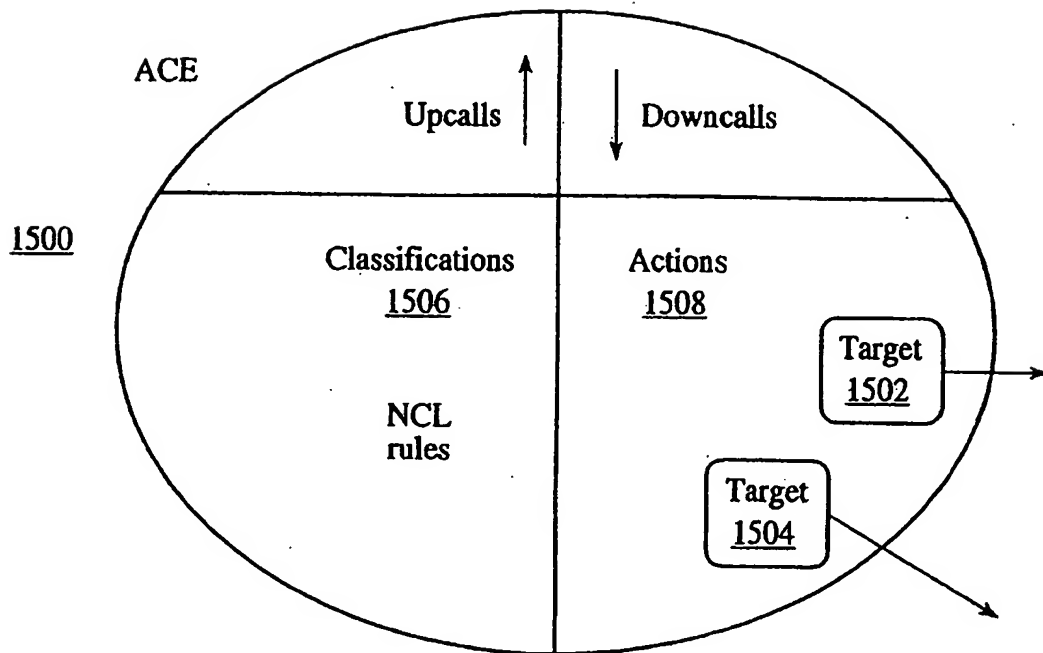 ACE
Upcalls
Downcalls
1500
Classifications
1506
Actions
1508
Target
1502
NCL
rules
Target
1504